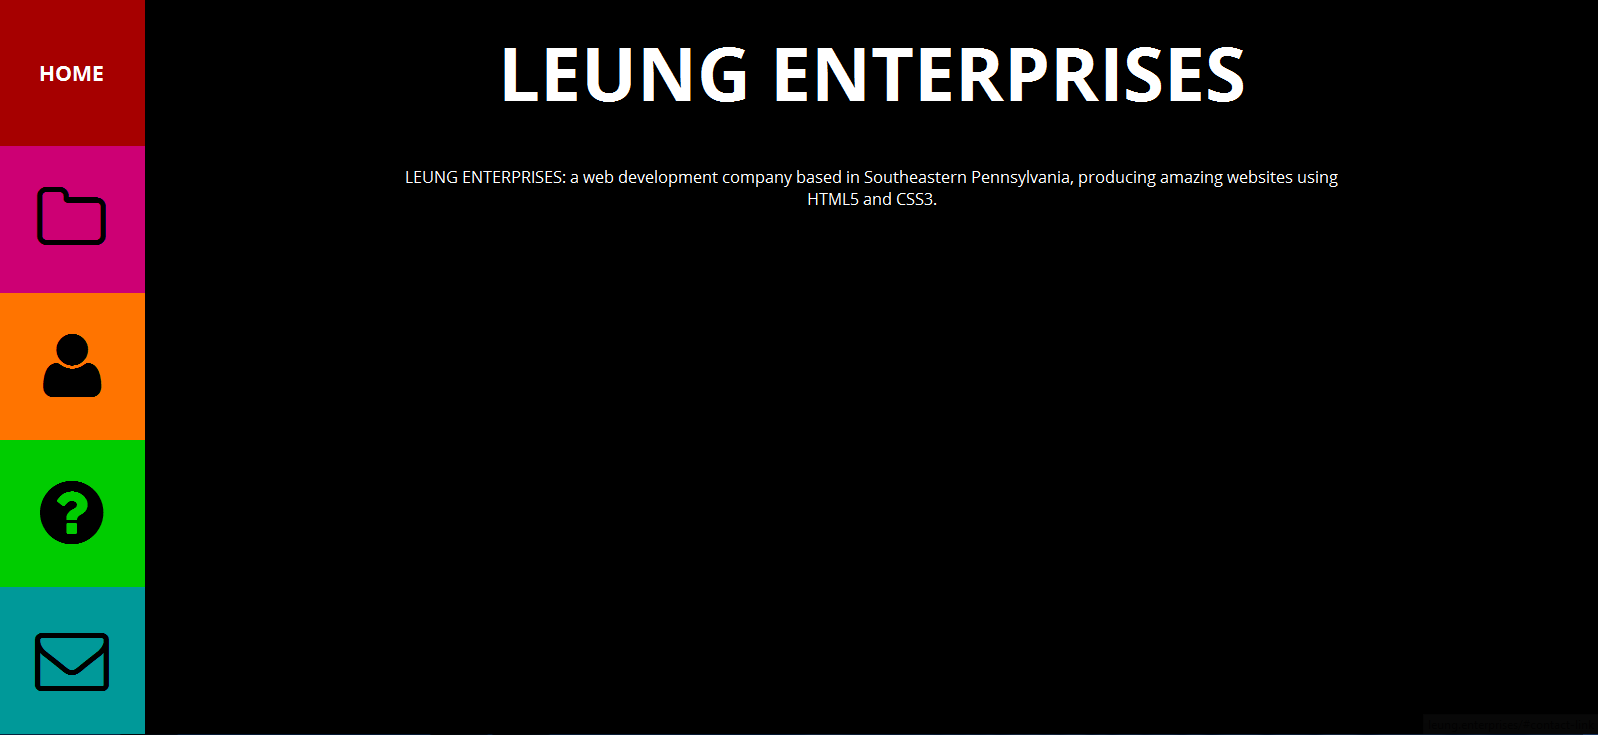 HOME
LEUNG ENTERPRISES
LEUNG ENTERPRISES: a web development company based in Southeastern Pennsylvania, producing amazing websites using
HTML5 and CSS3.